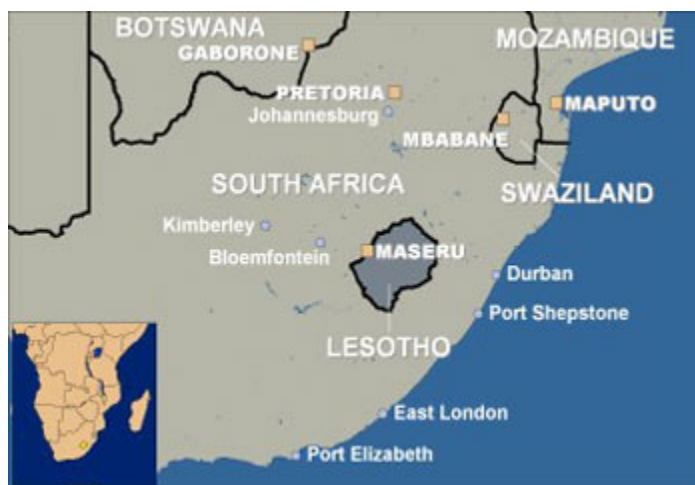 BOTSWANA
MOZAMBIQUE
GABORONE
PRETORIA
MAPUTO
Johannesburg
MBABANE
SOUTH AFRICA
SWAZILAND
Kimberley
Bloemfontein
MASERU
Durban
Port Shepstone
LESOTHO
East London
Port Elizabeth